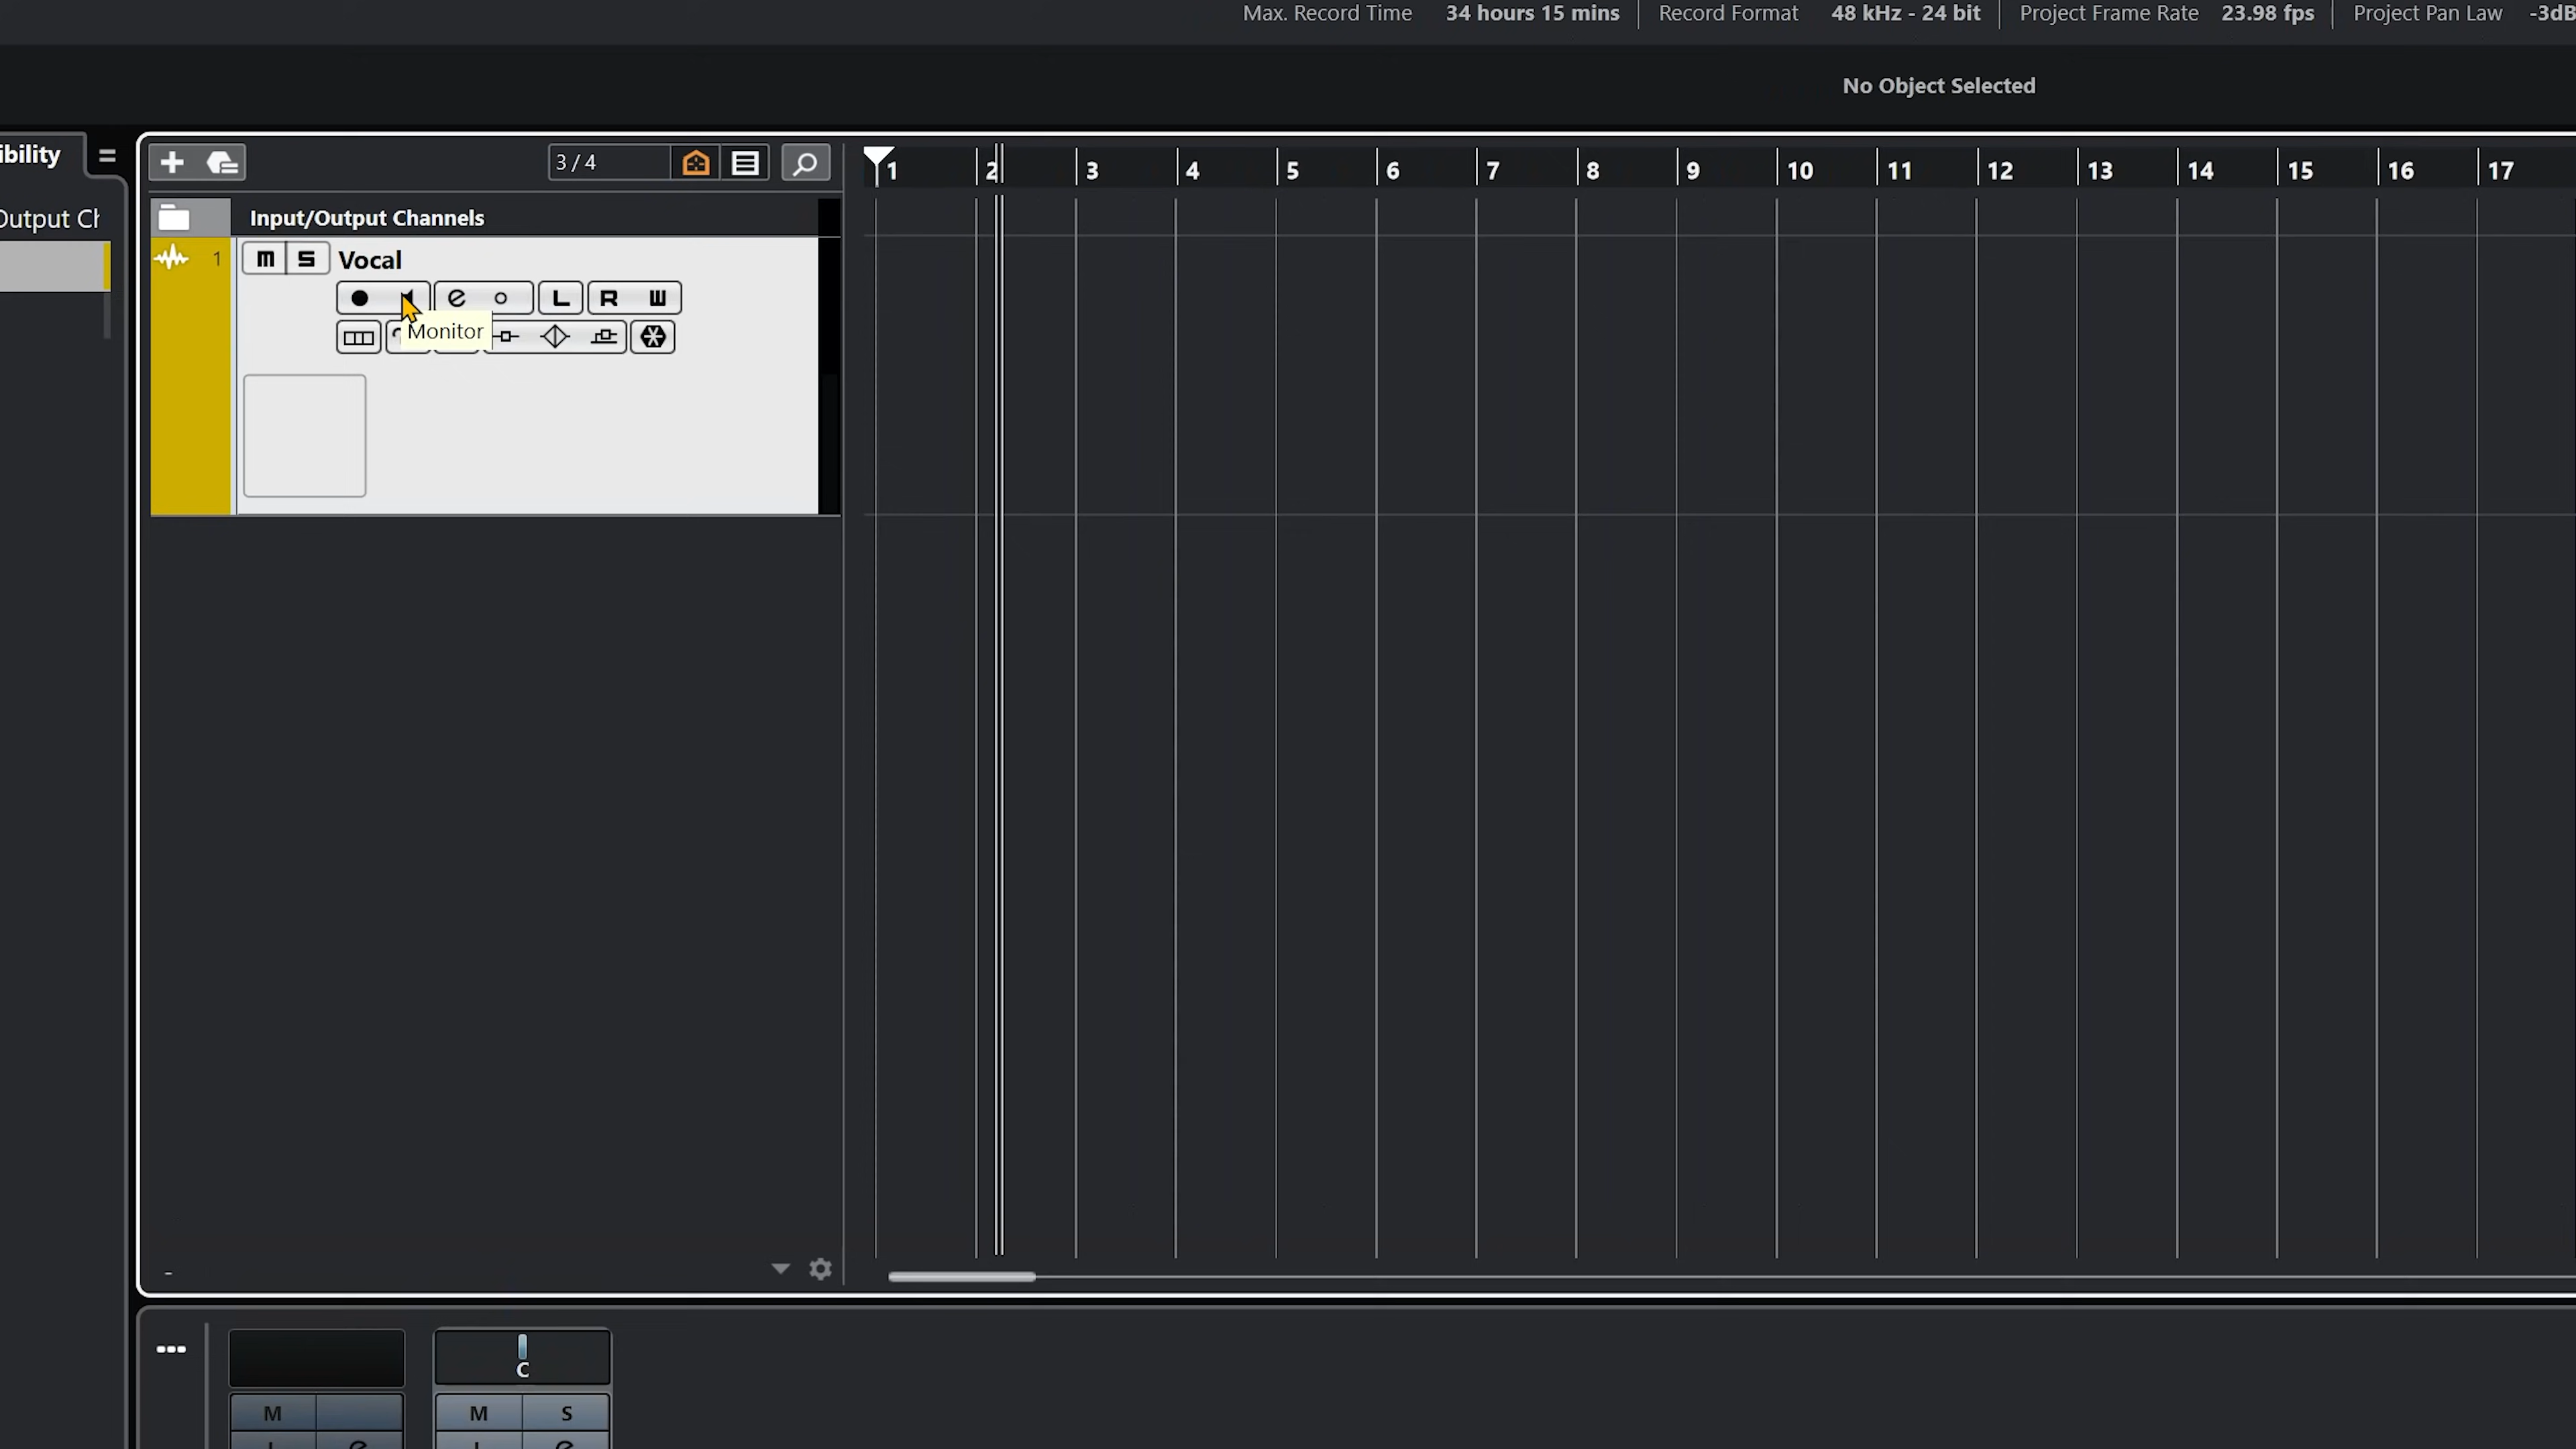 Max. Record Time 34 hours 15 mins Record Format 48 kHz - 24 bit Project Frame Rate 23.98 fps Project Pan Law -3dB
No Object Selected
ibility
3 / 4
1 2 3 4 5 6 7 8 9 10 11 12 13 14 15 16 17
Output Ch
Input/Output Channels
1 m S Vocal
e L R W
Monitor
-
C
M M S